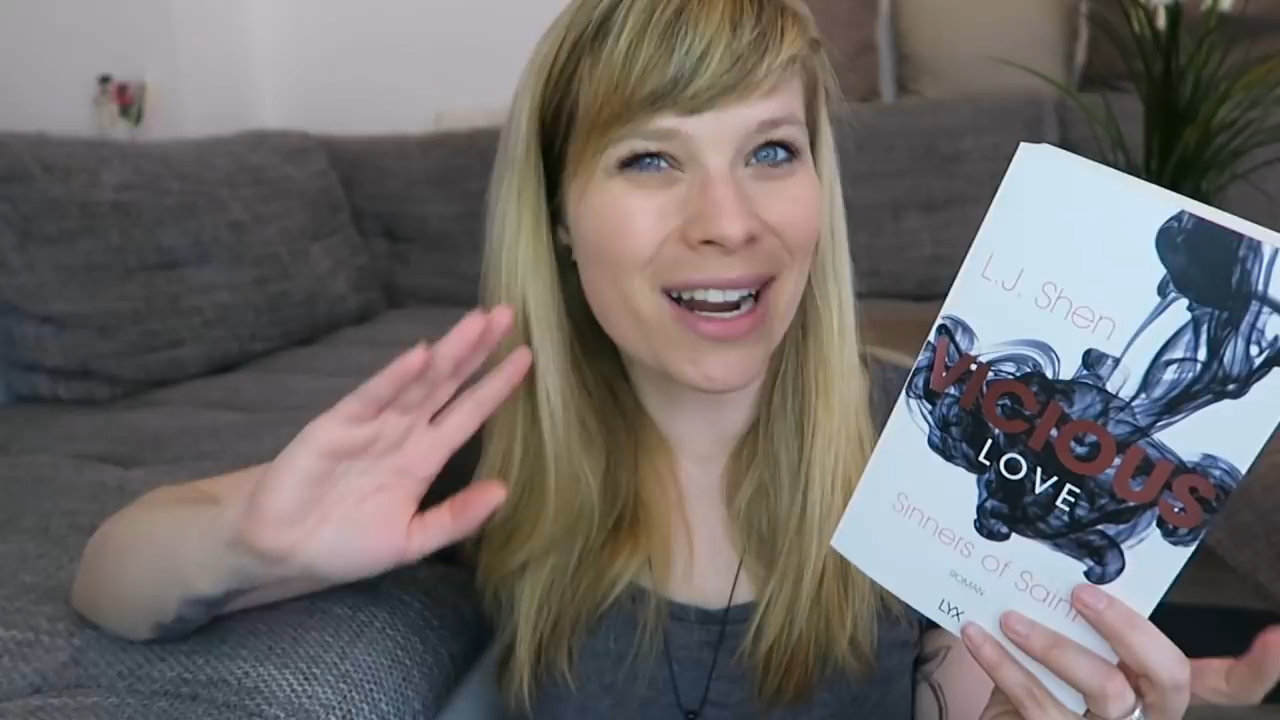 L.J. Shen
VICIOUS
LOVE
Sinners of Saint
ROMAN
LYX